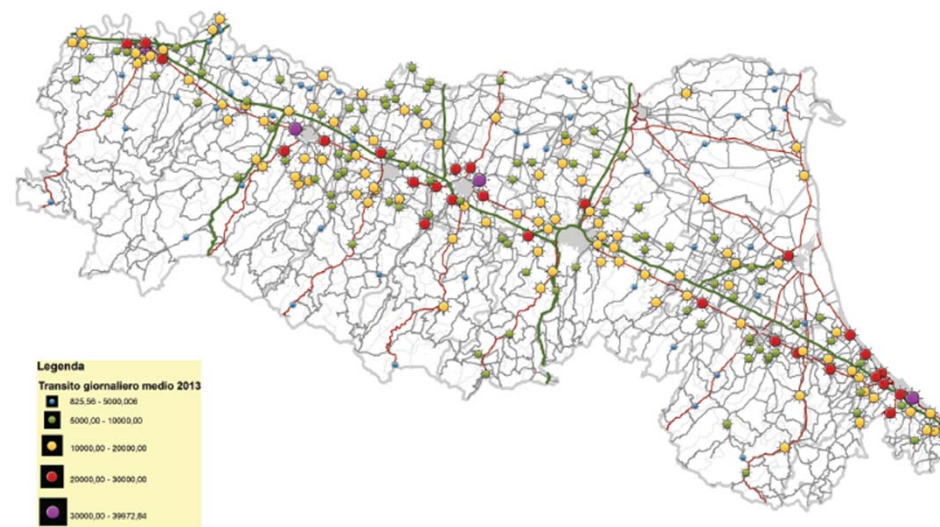 Legenda
Transito giornaliero medio 2013
825,56 - 5000,006
5000,00 - 10000,00
10000,00 - 20000,00
20000,00 - 30000,00
30000,00 - 39972,84